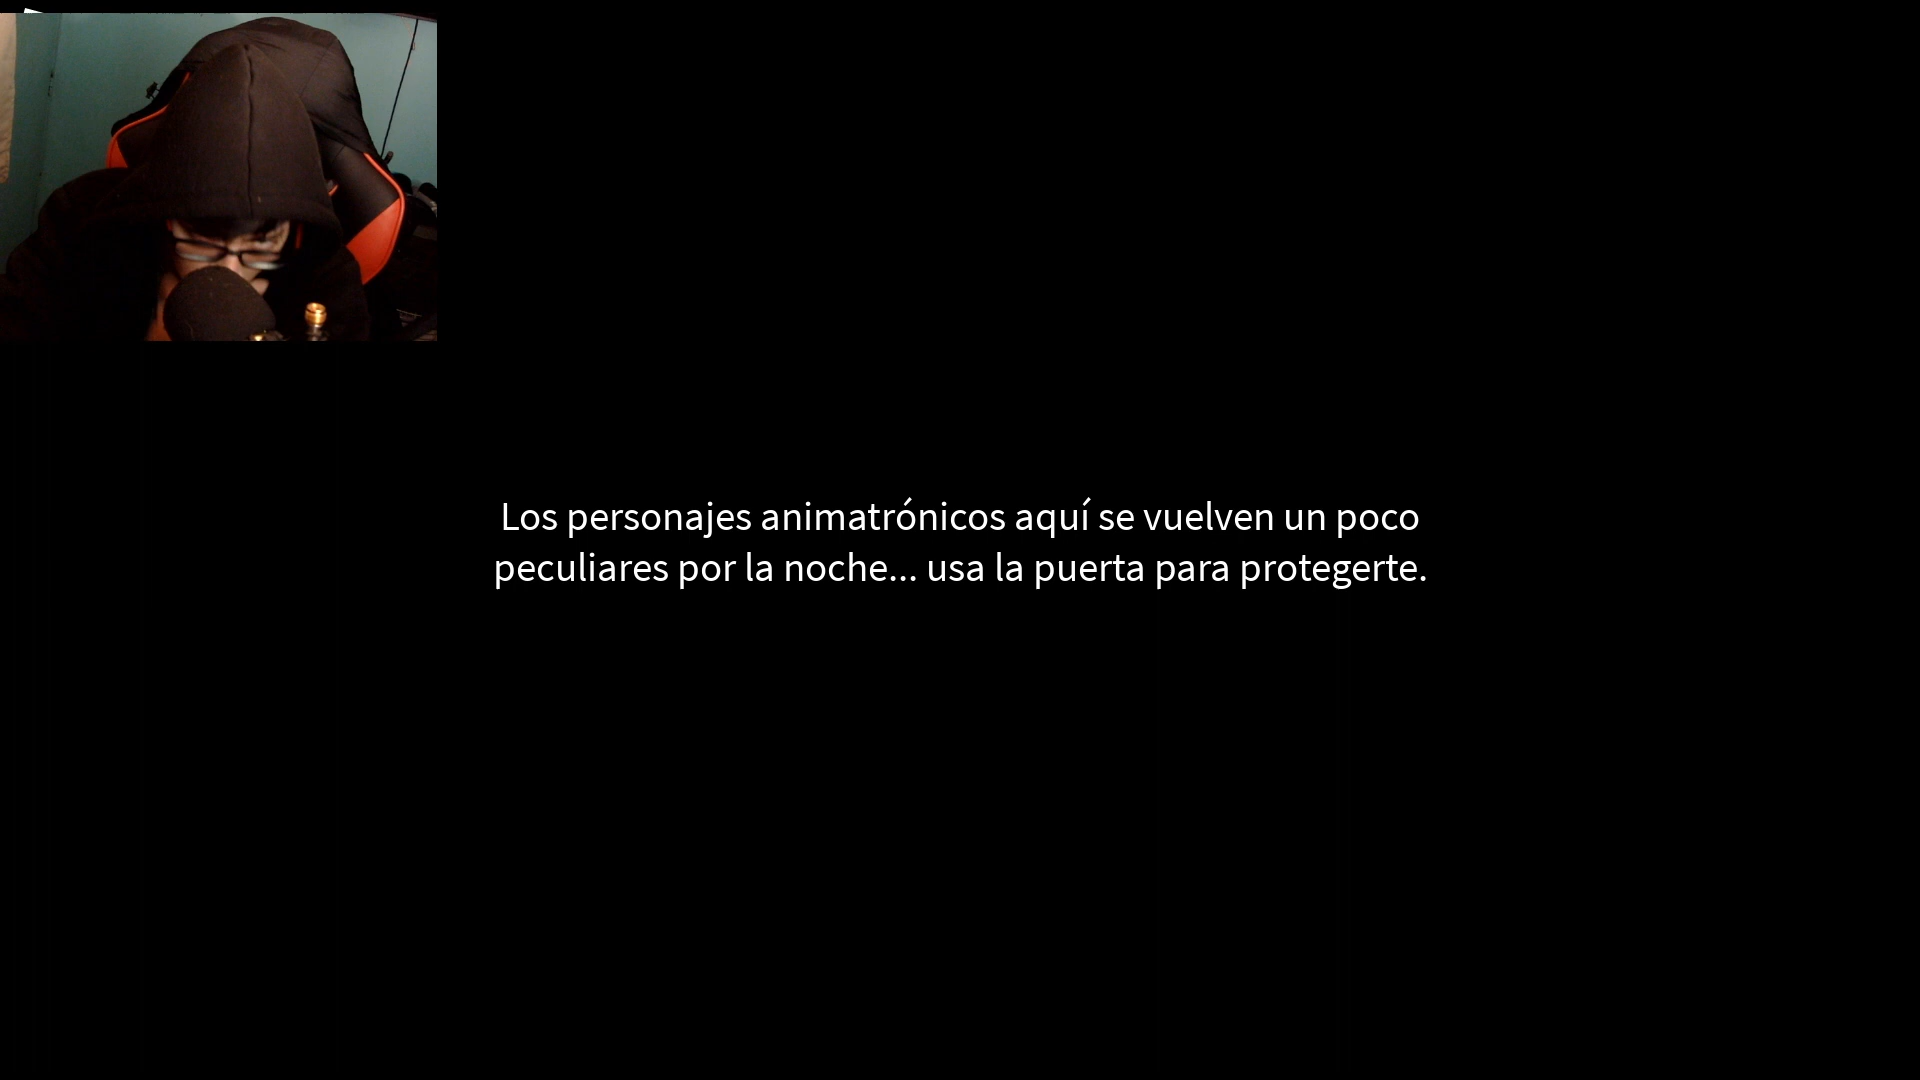 Los personajes animatrónicos aquí se vuelven un poco
peculiares por la noche... usa la puerta para protegerte.